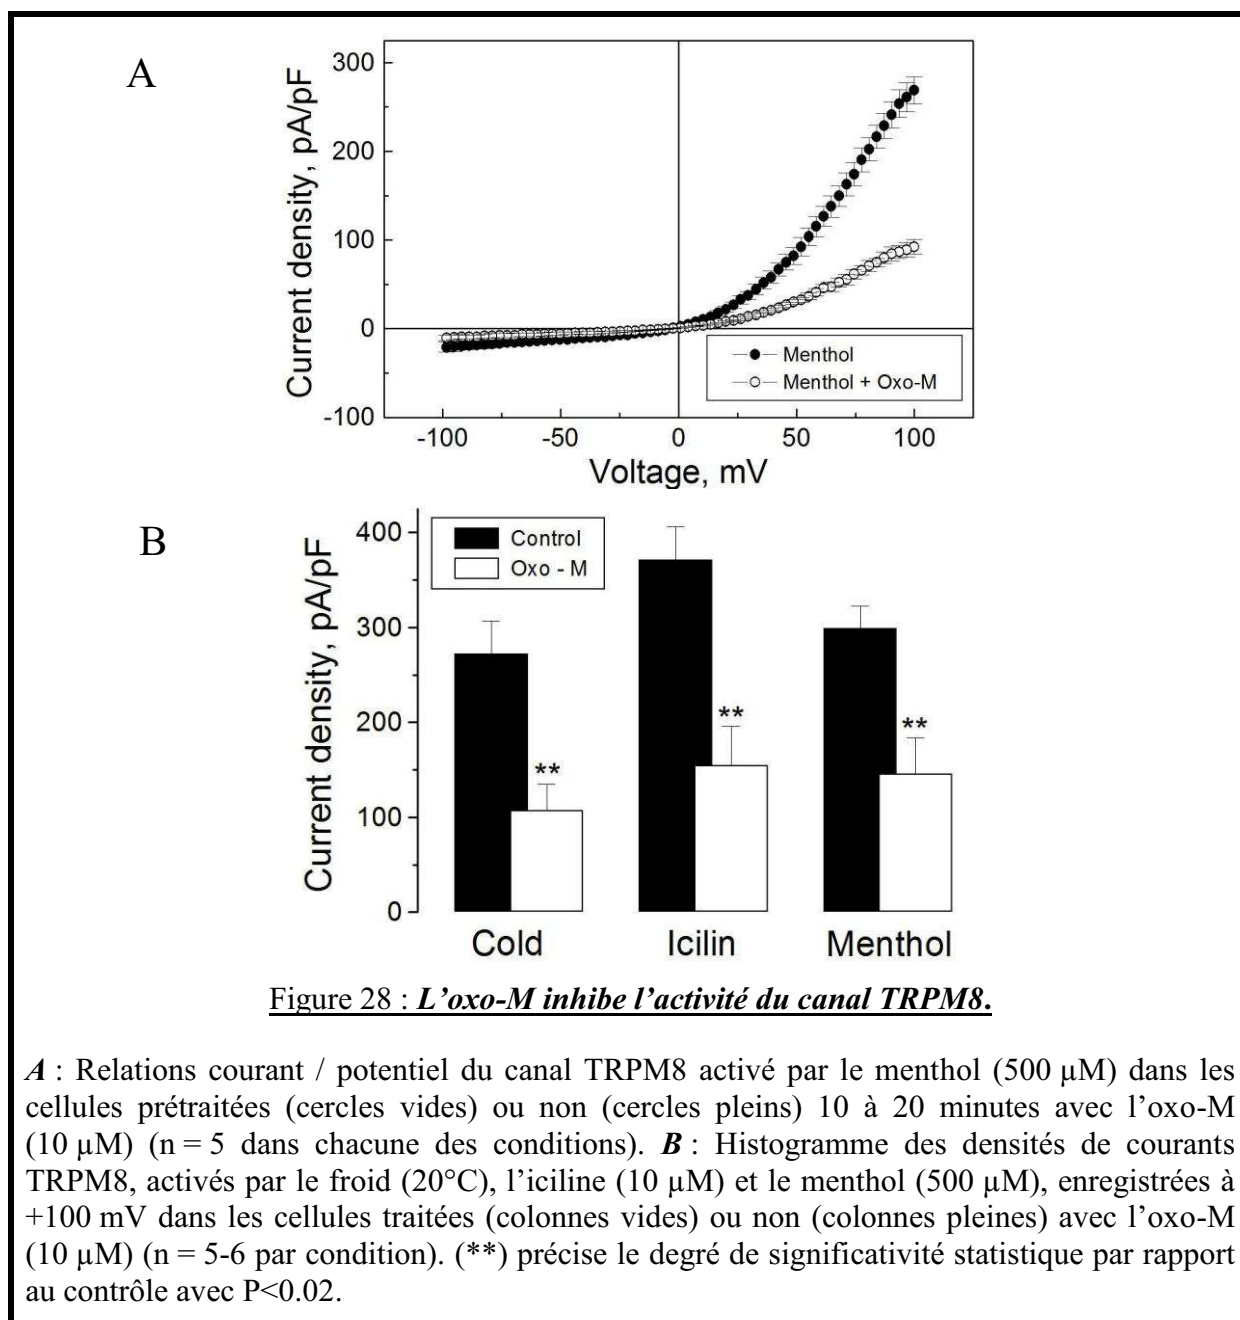 A
300
200
100
0
-100
Current density, pA/pF
-100 -50 0 50 100
Voltage, mV
Menthol
Menthol + Oxo-M
B
400
300
200
100
0
Current density, pA/pF
Control
Oxo - M
**
**
**
Cold Icilin Menthol
Figure 28 : L’oxo-M inhibe l’activité du canal TRPM8.
A : Relations courant / potentiel du canal TRPM8 activé par le menthol (500 µM) dans les
cellules prétraitées (cercles vides) ou non (cercles pleins) 10 à 20 minutes avec l’oxo-M
(10 µM) (n = 5 dans chacune des conditions). B : Histogramme des densités de courants
TRPM8, activés par le froid (20°C), l’iciline (10 µM) et le menthol (500 µM), enregistrées à
+100 mV dans les cellules traitées (colonnes vides) ou non (colonnes pleines) avec l’oxo-M
(10 µM) (n = 5-6 par condition). (**) précise le degré de significativité statistique par rapport
au contrôle avec P<0.02.